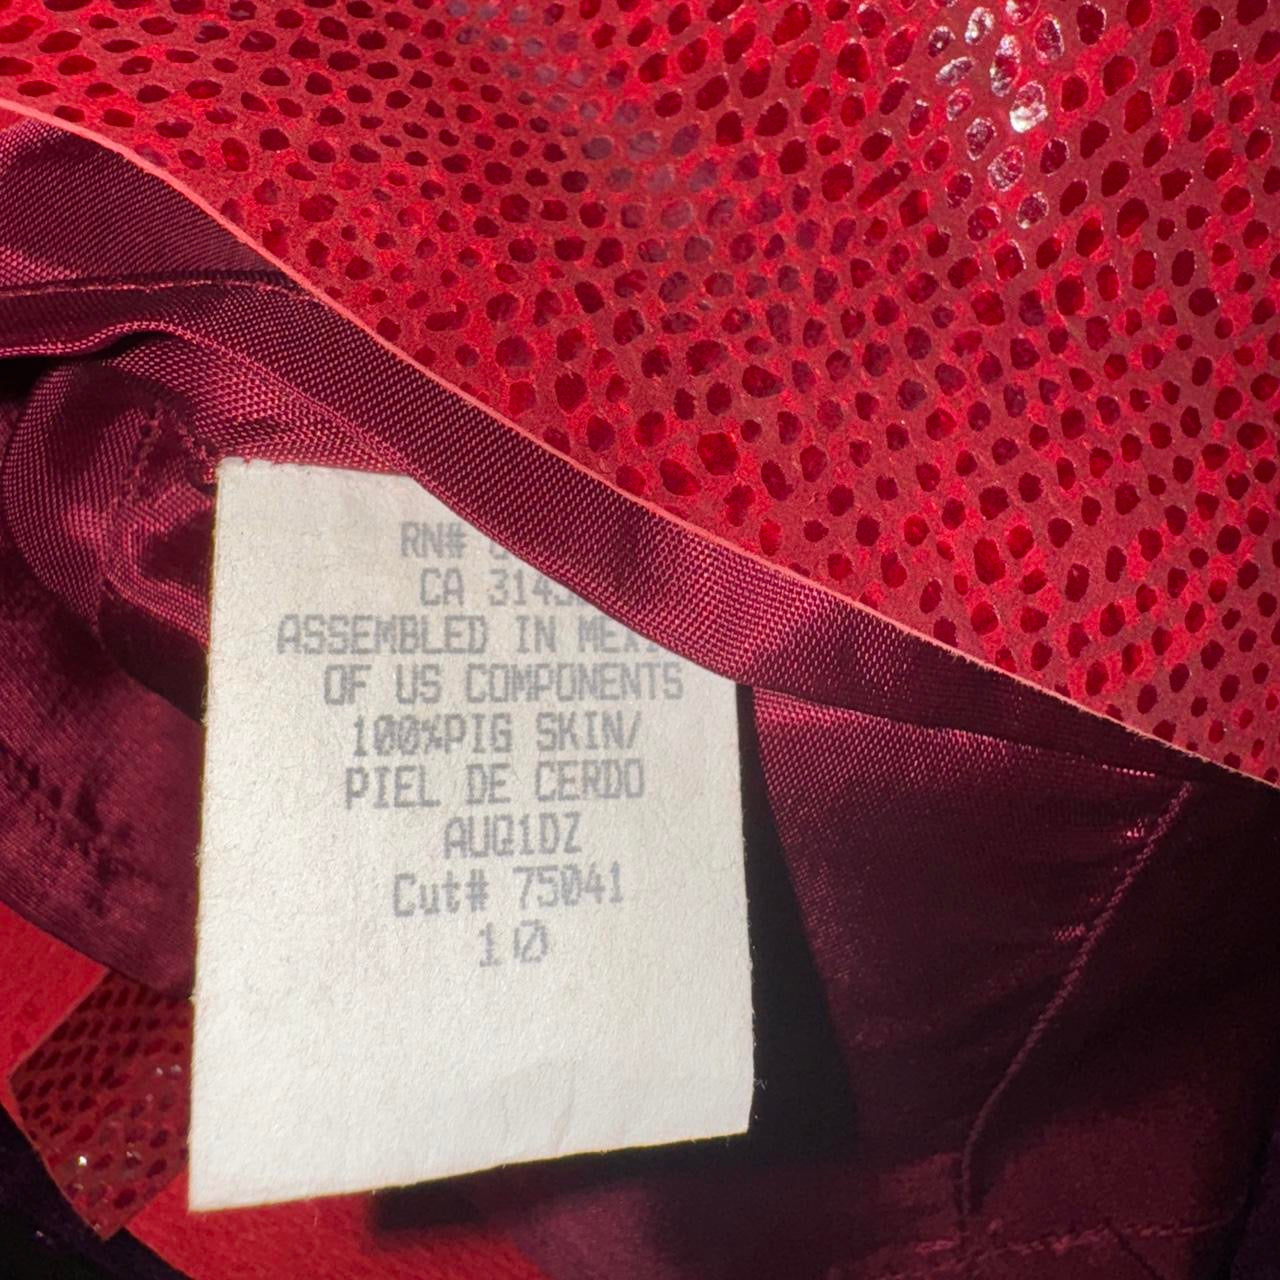 RN#
CA
ASSEMBLED IN
OF US COMPONENTS
100%PIG SKIN/
PIEL DE CERDO
AUQ1DZ
Cut# 75041
10